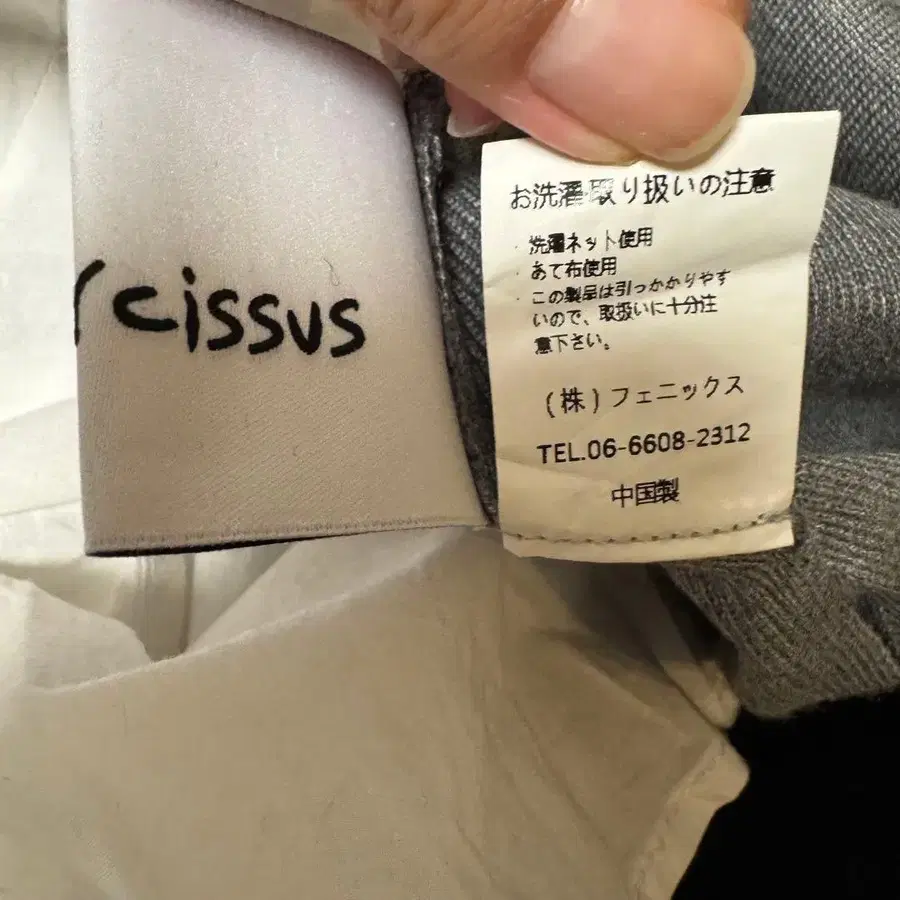 cissus
お洗濯取り扱いの注意
・洗濯ネット使用
・あて布使用
・この製品は引っかかりやす
いので、取扱いに十分注
意下さい。
(株)フェニックス
TEL.06-6608-2312
中国製